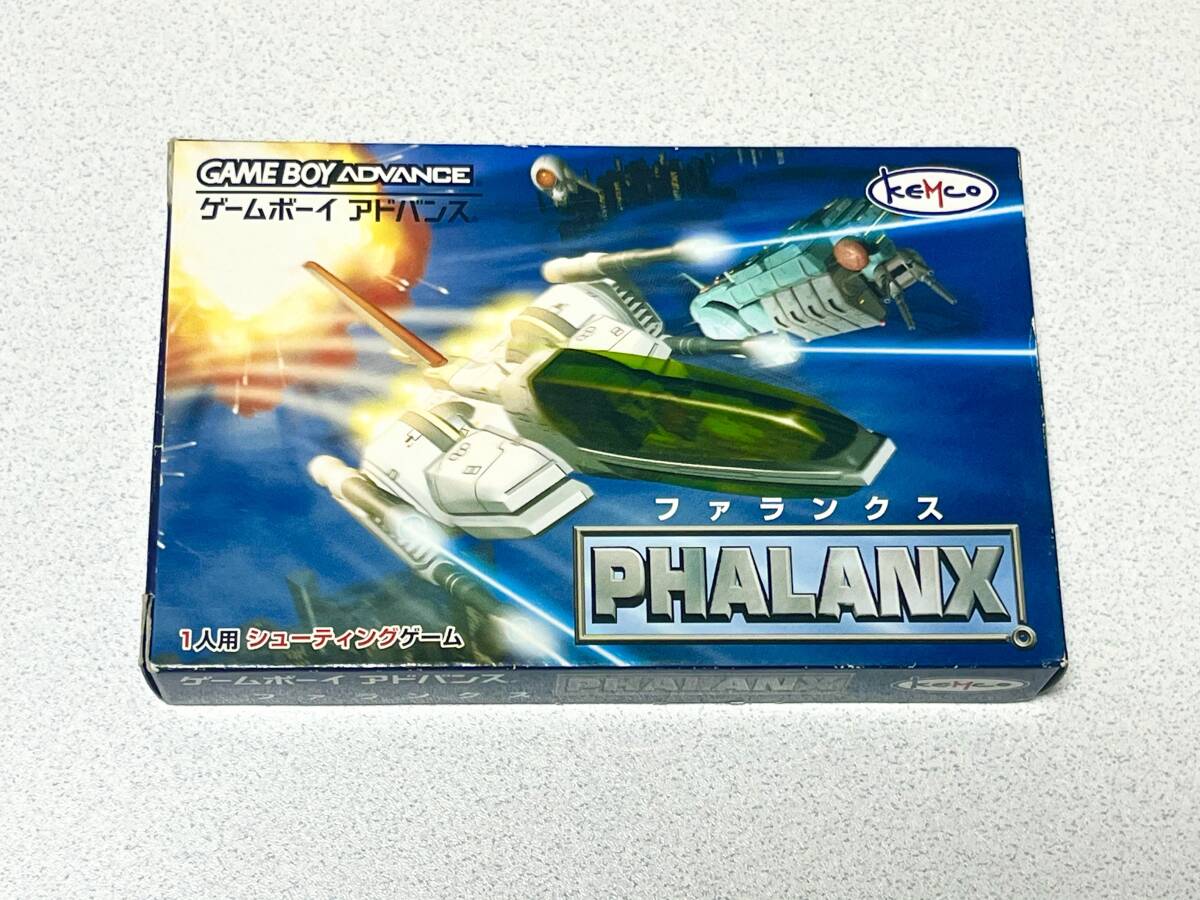 GAME BOY ADVANCE
ゲームボーイ アドバンス
KEMCO
ファランクス
PHALANX
1人用 シューティングゲーム
ゲームボーイ アドバンス
ファランクス
PHALANX
KEMCO